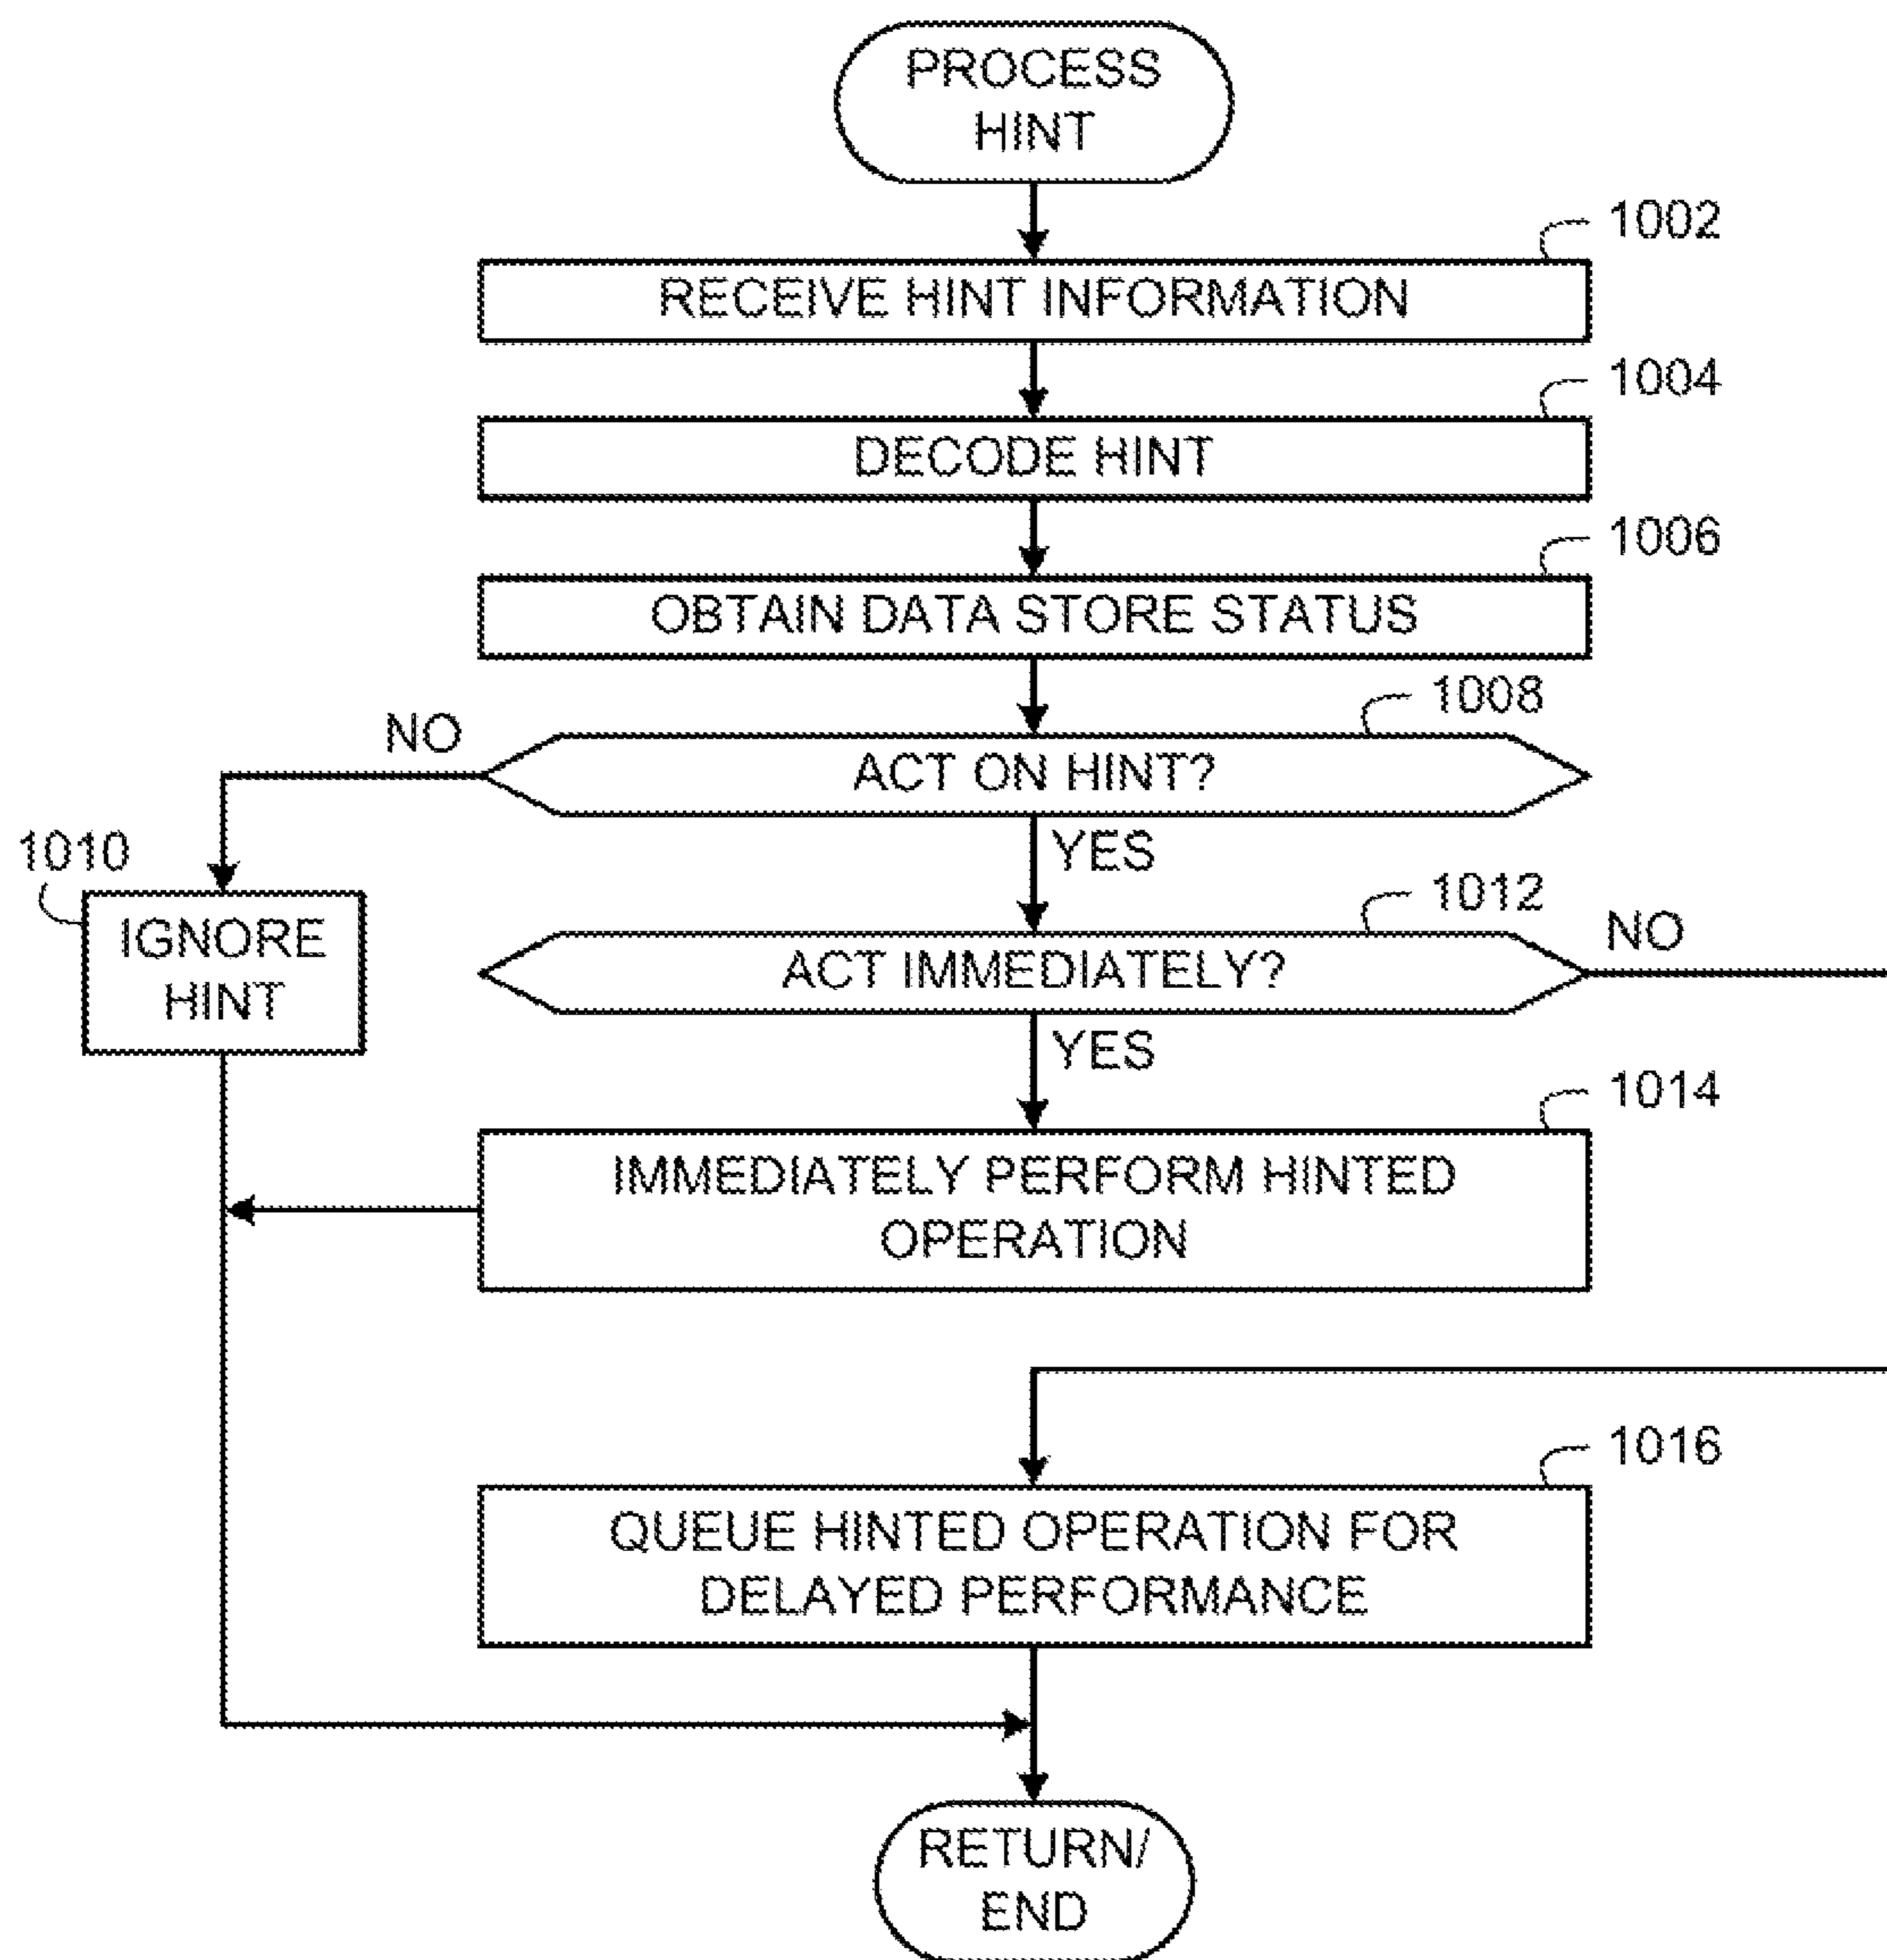 PROCESS
HINT
1002
RECEIVE HINT INFORMATION
1004
DECODE HINT
1006
OBTAIN DATA STORE STATUS
1008
NO
ACT ON HINT?
YES
1010
IGNORE
HINT
1012
NO
ACT IMMEDIATELY?
YES
1014
IMMEDIATELY PERFORM HINTED
OPERATION
1016
QUEUE HINTED OPERATION FOR
DELAYED PERFORMANCE
RETURN/
END